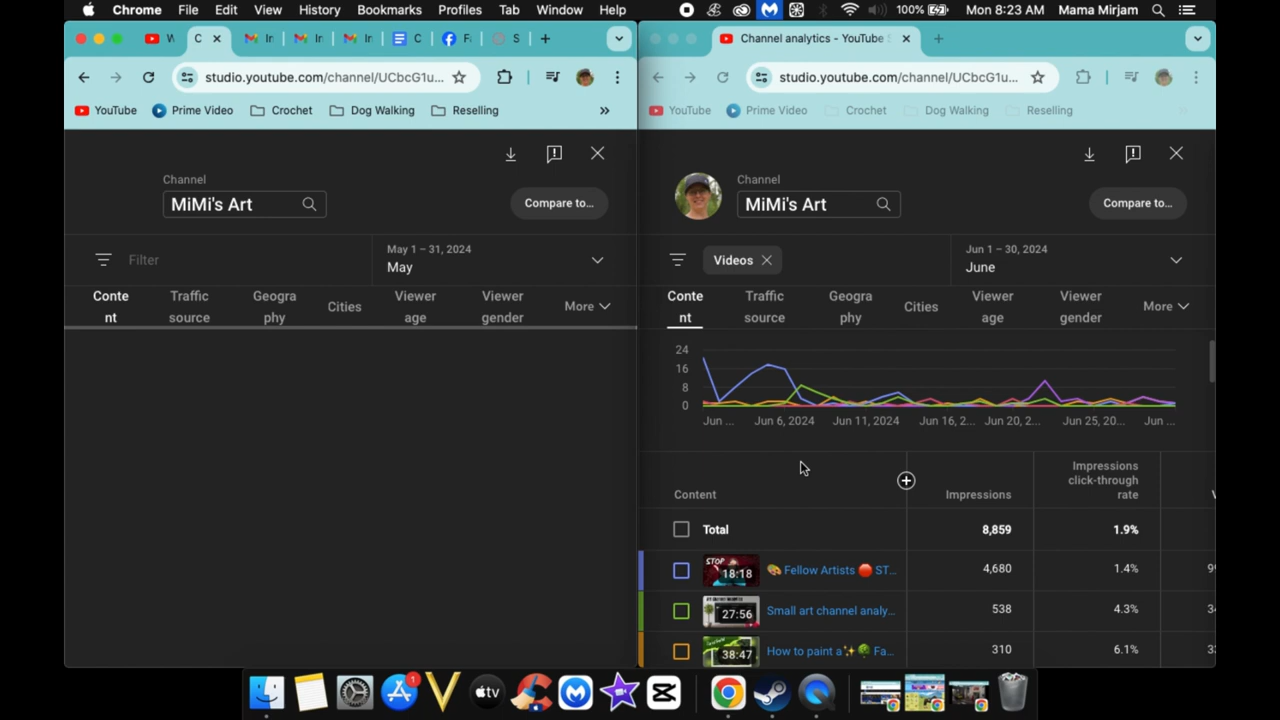 Chrome File Edit View History Bookmarks Profiles Tab Window Help 100% Mon 8:23 AM Mama Mirjam
W C In In In C F S
studio.youtube.com/channel/UCbcG1u...
YouTube Prime Video Crochet Dog Walking Reselling »
Channel
MiMi's Art
Compare to...
Filter
May 1 – 31, 2024
May
Conte
nt
Traffic
source
Geogra
phy
Cities
Viewer
age
Viewer
gender
More
Channel analytics - YouTube
studio.youtube.com/channel/UCbcG1u...
YouTube Prime Video Crochet Dog Walking Reselling »
Channel
MiMi's Art
Compare to...
Videos
Jun 1 – 30, 2024
June
Conte
nt
Traffic
source
Geogra
phy
Cities
Viewer
age
Viewer
gender
More
24
16
8
0
Jun ... Jun 6, 2024 Jun 11, 2024 Jun 16, 2... Jun 20, 2... Jun 25, 20... Jun ...
Content
Impressions
Impressions
click-through
rate
V
Total 8,859 1.9%
STOP
18:18 🎨 Fellow Artists 🛑 ST... 4,680 1.4%
27:56 Small art channel analy... 538 4.3%
38:47 How to paint a✨🌳 Fa... 310 6.1%
1
tv